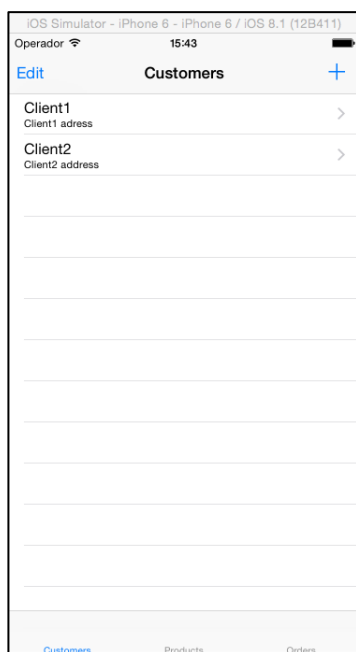 iOS Simulator - iPhone 6 - iPhone 6 / iOS 8.1 (12B411)
Operador 15:43
Edit Customers +
Client1
Client1 adress
Client2
Client2 address
Customers Products Orders